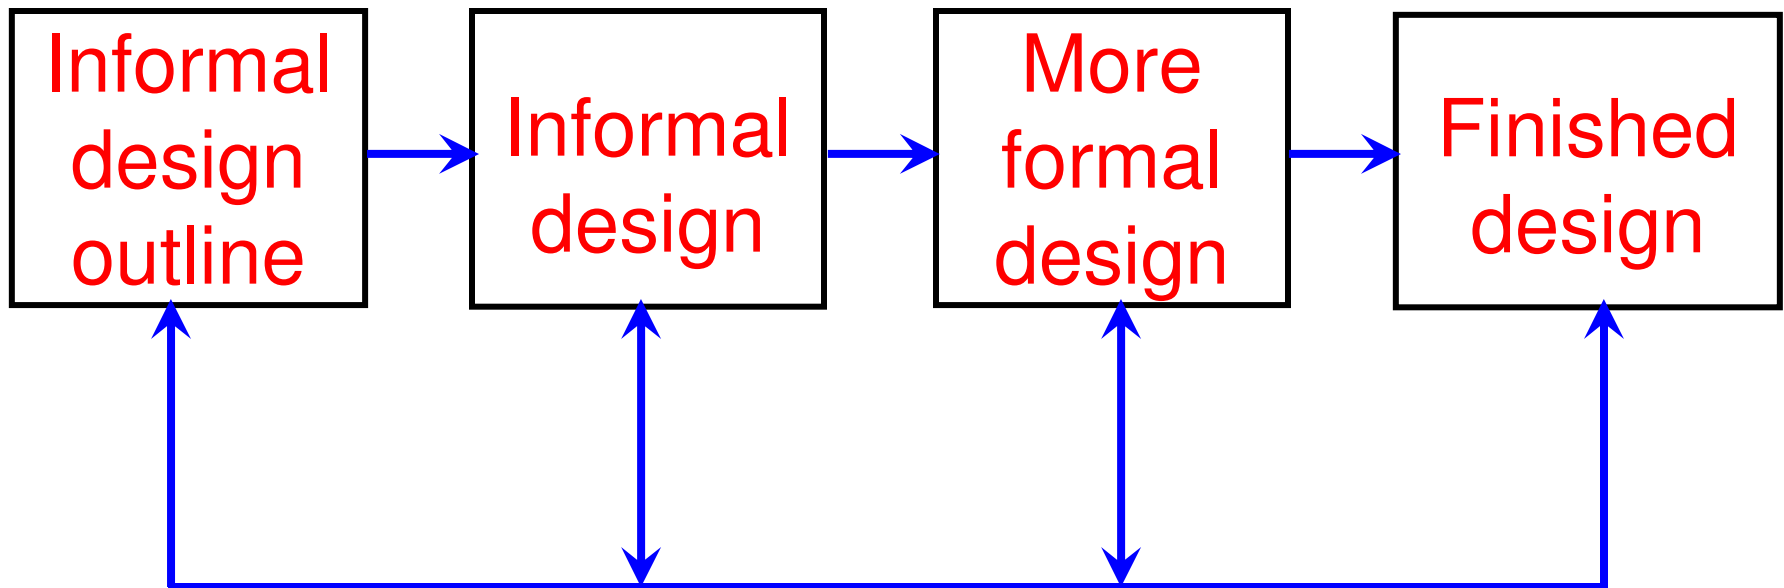 Informal
design
outline
Informal
design
More
formal
design
Finished
design